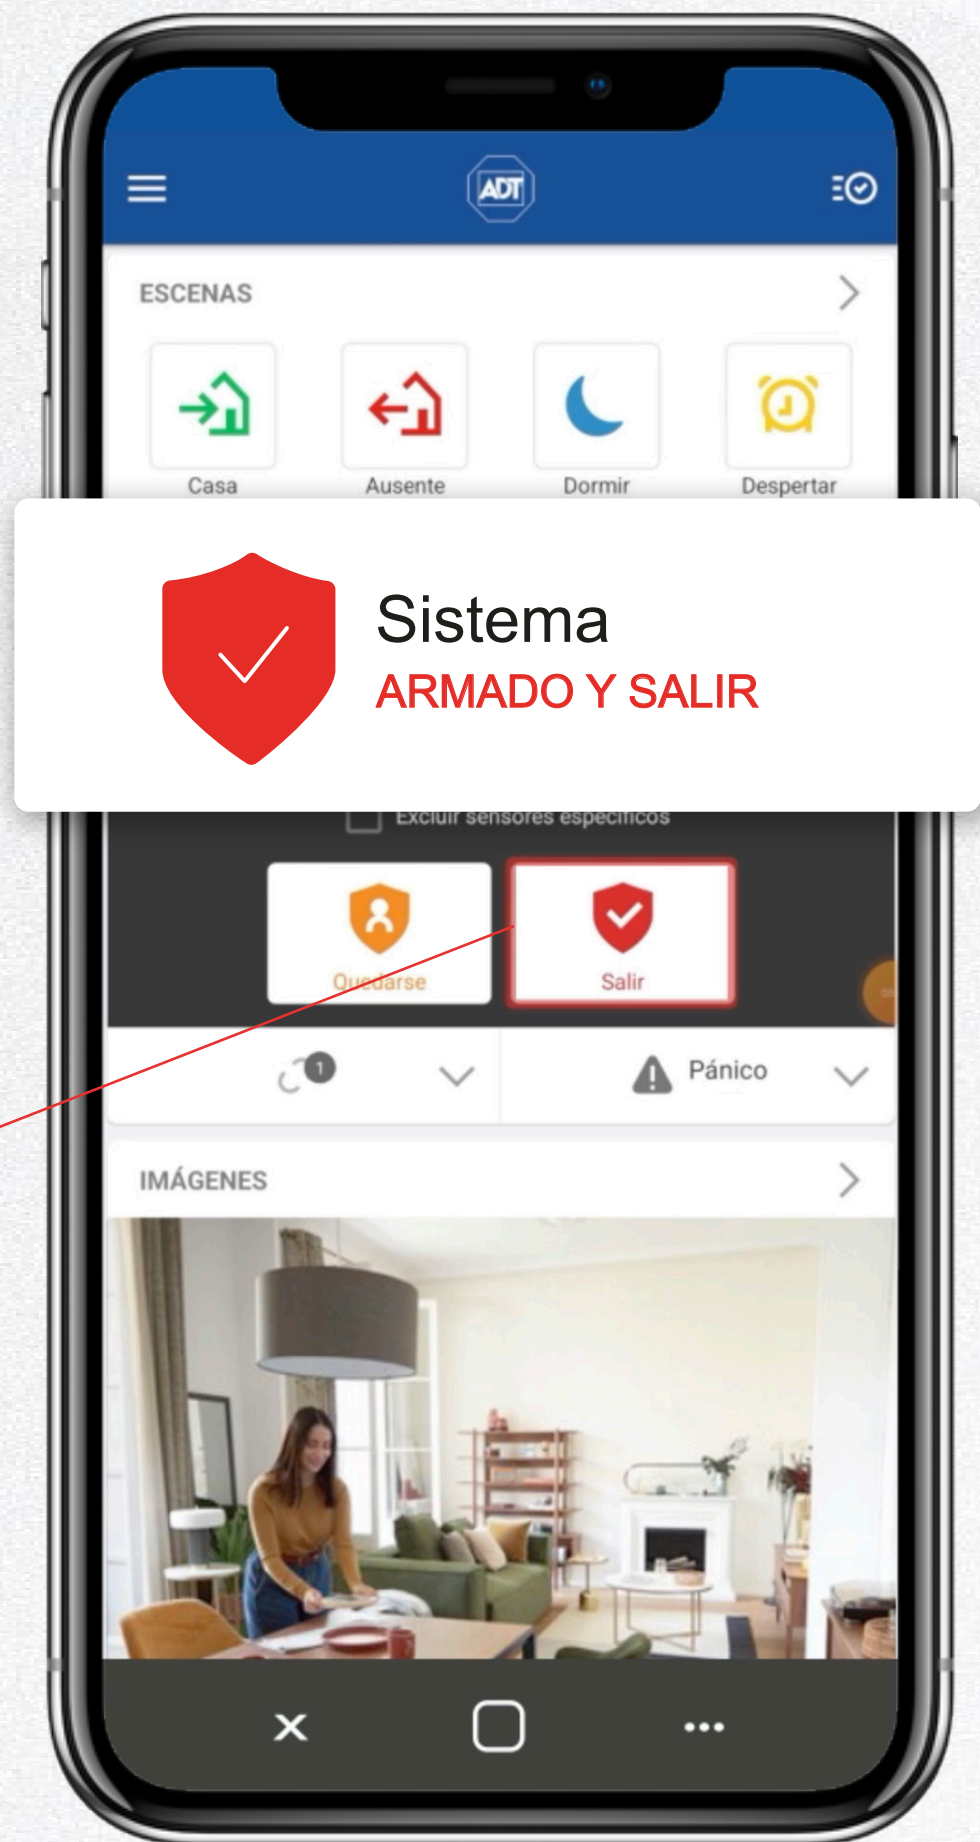 ADT
ESCENAS
Casa Ausente Dormir Despertar
Sistema
ARMADO Y SALIR
Excluir sensores específicos
Quedarse Salir
1 Pánico
IMÁGENES